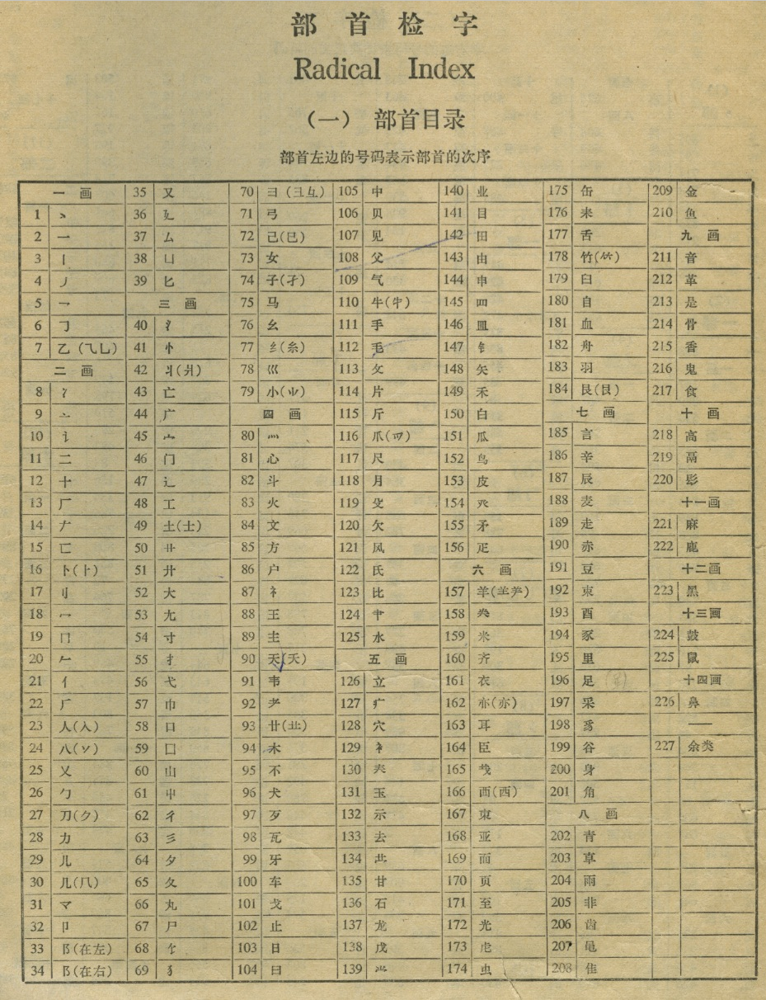 部首检字
Radical Index
（一） 部首目录
部首左边的号码表示部首的次序
一画
1 丶
2 一
3 丨
4 丿
5 乛
6 𠃌
7 乙（⺄乚）
二画
8 冫
9 亠
10 讠
11 二
12 十
13 厂
14 𠂇
15 匚
16 卜(⺊)
17 刂
18 冖
19 冂
20 𠂉
21 亻
22 𠂆
23 人(入)
24 八(丷)
25 乂
26 勹
27 刀(𠂊)
28 力
29 儿
30 几(𠘨)
31 マ
32 卩
33 阝(在左)
34 阝(在右)
35 又
36 廴
37 厶
38 凵
39 匕
三画
40 氵
41 忄
42 丬(爿)
43 亡
44 广
45 宀
46 门
47 辶
48 工
49 土(士)
50 艹
51 廾
52 大
53 尢
54 寸
55 扌
56 弋
57 巾
58 口
59 囗
60 山
61 屮
62 彳
63 彡
64 夕
65 夂
66 丸
67 尸
68 饣
69 犭
70 彐（彑）
71 弓
72 己(巳)
73 女
74 子(孑)
75 马
76 幺
77 纟(糹)
78 巛
79 小(⺌)
四画
80 灬
81 心
82 斗
83 火
84 文
85 方
86 户
87 礻
88 王
89 主
90 天(夭)
91 韦
92 耂
93 廿(卝)
94 木
95 不
96 犬
97 歹
98 瓦
99 牙
100 车
101 戈
102 止
103 日
104 曰
105 中
106 贝
107 见
108 父
109 气
110 牛(牜)
111 手
112 毛
113 攵
114 片
115 斤
116 爪(爫)
117 尺
118 月
119 殳
120 欠
121 风
122 氏
123 比
124 肀
125 水
五画
126 立
127 疒
128 穴
129 衤
130 𡗗
131 玉
132 示
133 去
134 𫇦
135 甘
136 石
137 龙
138 戊
139 龸
140 业
141 目
142 田
143 由
144 申
145 罒
146 皿
147 钅
148 矢
149 禾
150 白
151 瓜
152 鸟
153 皮
154 癶
155 矛
156 疋
六画
157 羊(⺷⺶)
158 龹
159 米
160 齐
161 衣
162 亦(亦)
163 耳
164 臣
165 𢦏
166 西(覀)
167 朿
168 亚
169 而
170 页
171 至
172 光
173 虍
174 虫
175 缶
176 耒
177 舌
178 竹(⺮)
179 臼
180 自
181 血
182 舟
183 羽
184 艮(⻗)
七画
185 言
186 辛
187 辰
188 麦
189 走
190 赤
191 豆
192 束
193 酉
194 豕
195 里
196 足
197 采
198 豸
199 谷
200 身
201 角
八画
202 青
203 𠦝
204 雨
205 非
206 齿
207 黾
208 隹
209 金
210 鱼
九画
211 音
212 革
213 是
214 骨
215 香
216 鬼
217 食
十画
218 高
219 鬲
220 髟
十一画
221 麻
222 鹿
十二画
223 黑
十三画
224 鼓
225 鼠
十四画
226 鼻
——
227 余类